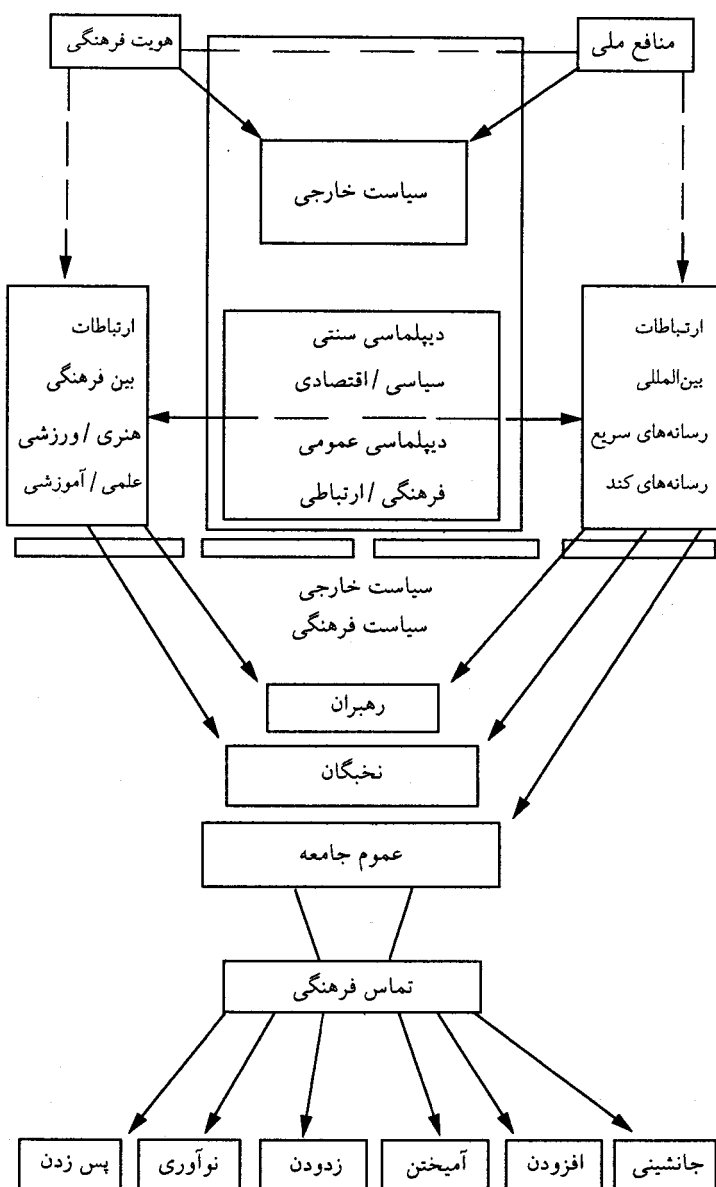 منافع ملی
هویت فرهنگی
سیاست خارجی
ارتباطات
بین‌المللی
رسانه‌های سریع
رسانه‌های کند
دیپلماسی سنتی
سیاسی / اقتصادی
دیپلماسی عمومی
فرهنگی / ارتباطی
ارتباطات
بین فرهنگی
هنری / ورزشی
علمی / آموزشی
سیاست خارجی
سیاست فرهنگی
رهبران
نخبگان
عموم جامعه
تماس فرهنگی
جانشینی
افزودن
آمیختن
زدودن
نوآوری
پس زدن